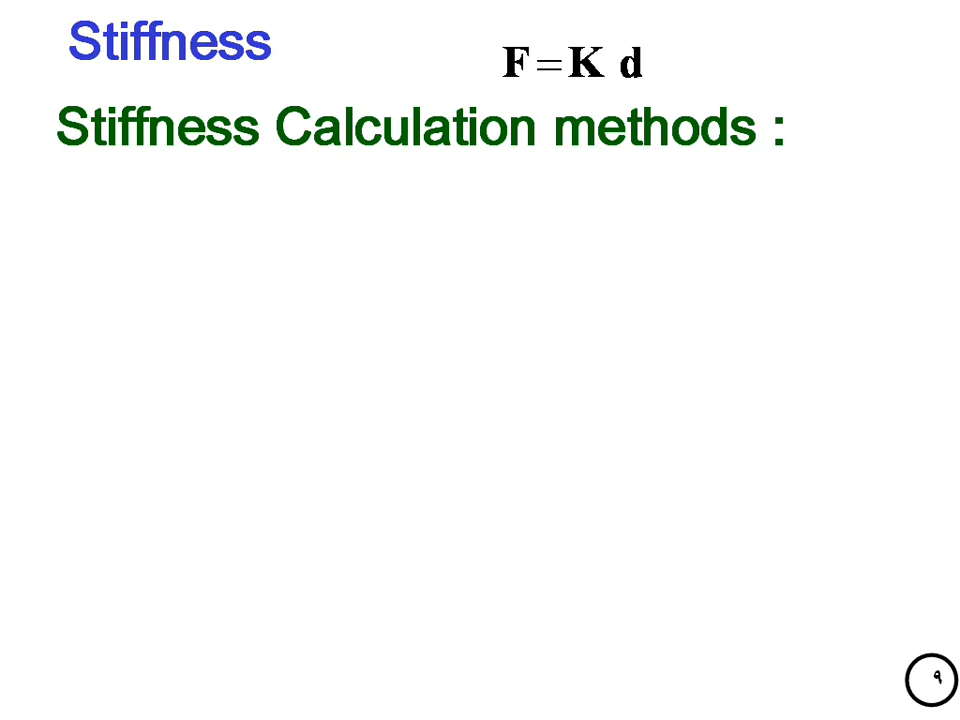 Stiffness
F = K d
Stiffness Calculation methods :
٩